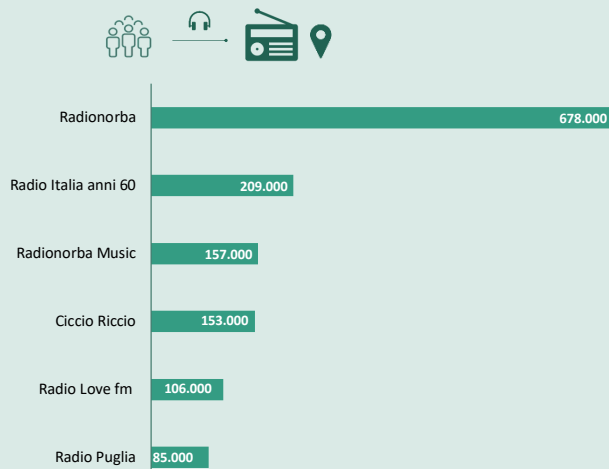 Radionorba 678.000
Radio Italia anni 60 209.000
Radionorba Music 157.000
Ciccio Riccio 153.000
Radio Love fm 106.000
Radio Puglia 85.000